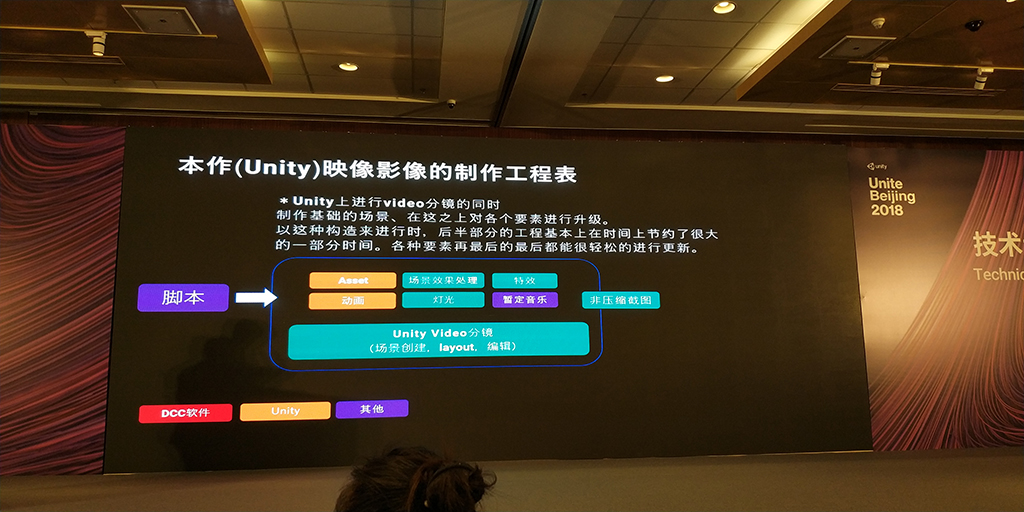 本作(Unity)映像影像的制作工程表
＊Unity上进行video分镜的同时
制作基础的场景、在这之上对各个要素进行升级。
以这种构造来进行时，后半部分的工程基本上在时间上节约了很大
的一部分时间。各种要素再最后的最后都能很轻松的进行更新。
脚本
Asset 场景效果处理 特效
动画 灯光 暂定音乐 非压缩截图
Unity Video分镜
(场景创建，layout，编辑)
DCC软件 Unity 其他
unity
Unite
Beijing
2018
技术
Technic